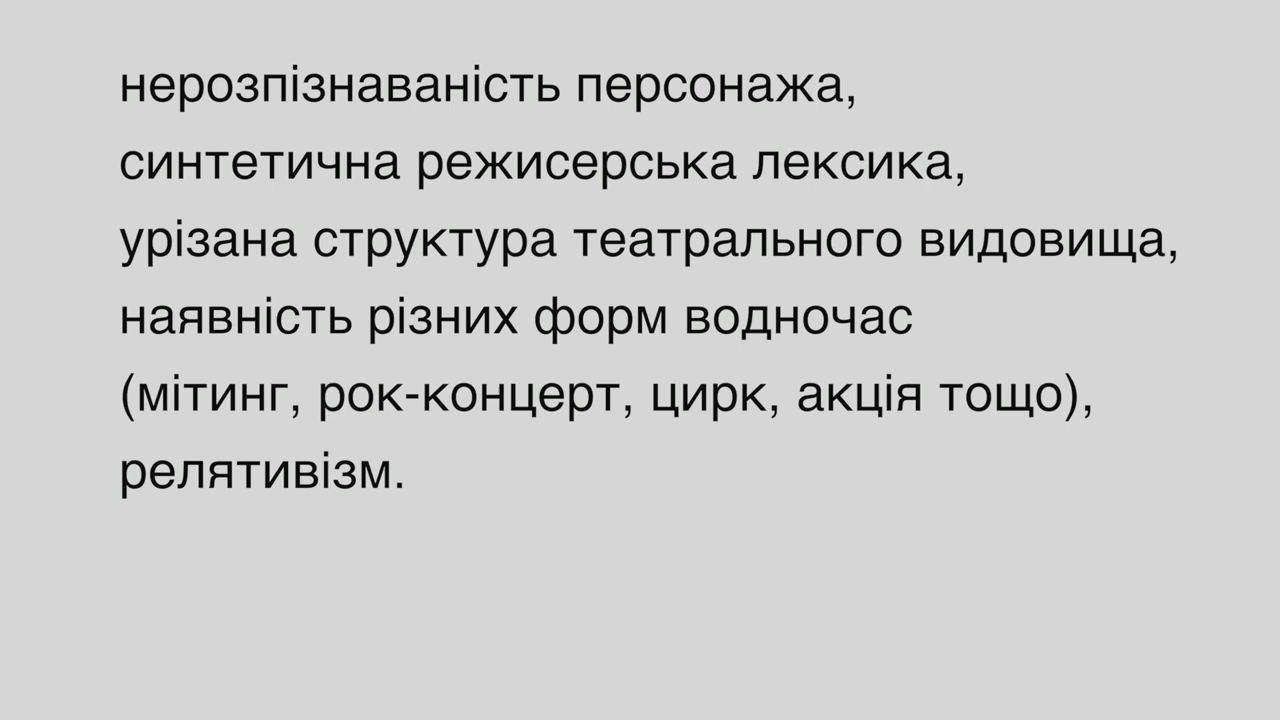 нерозпізнаваність персонажа,
синтетична режисерська лексика,
урізана структура театрального видовища,
наявність різних форм водночас
(мітинг, рок-концерт, цирк, акція тощо),
релятивізм.